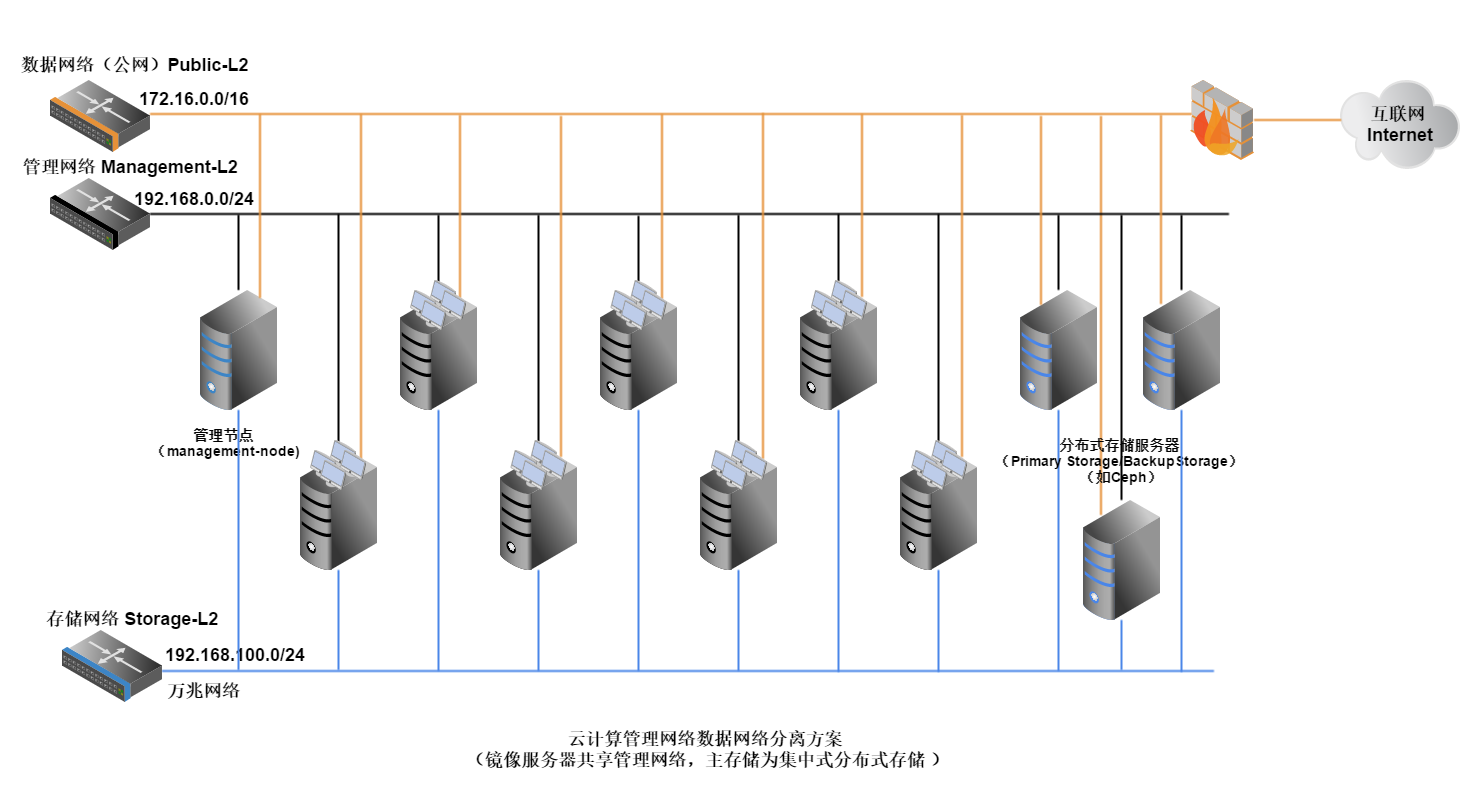 数据网络（公网）Public-L2
172.16.0.0/16
互联网
Internet
管理网络 Management-L2
192.168.0.0/24
管理节点
（management-node)
分布式存储服务器
（Primary Storage/BackupStorage）
（如Ceph）
存储网络 Storage-L2
192.168.100.0/24
万兆网络
云计算管理网络数据网络分离方案
（镜像服务器共享管理网络，主存储为集中式分布式存储 ）